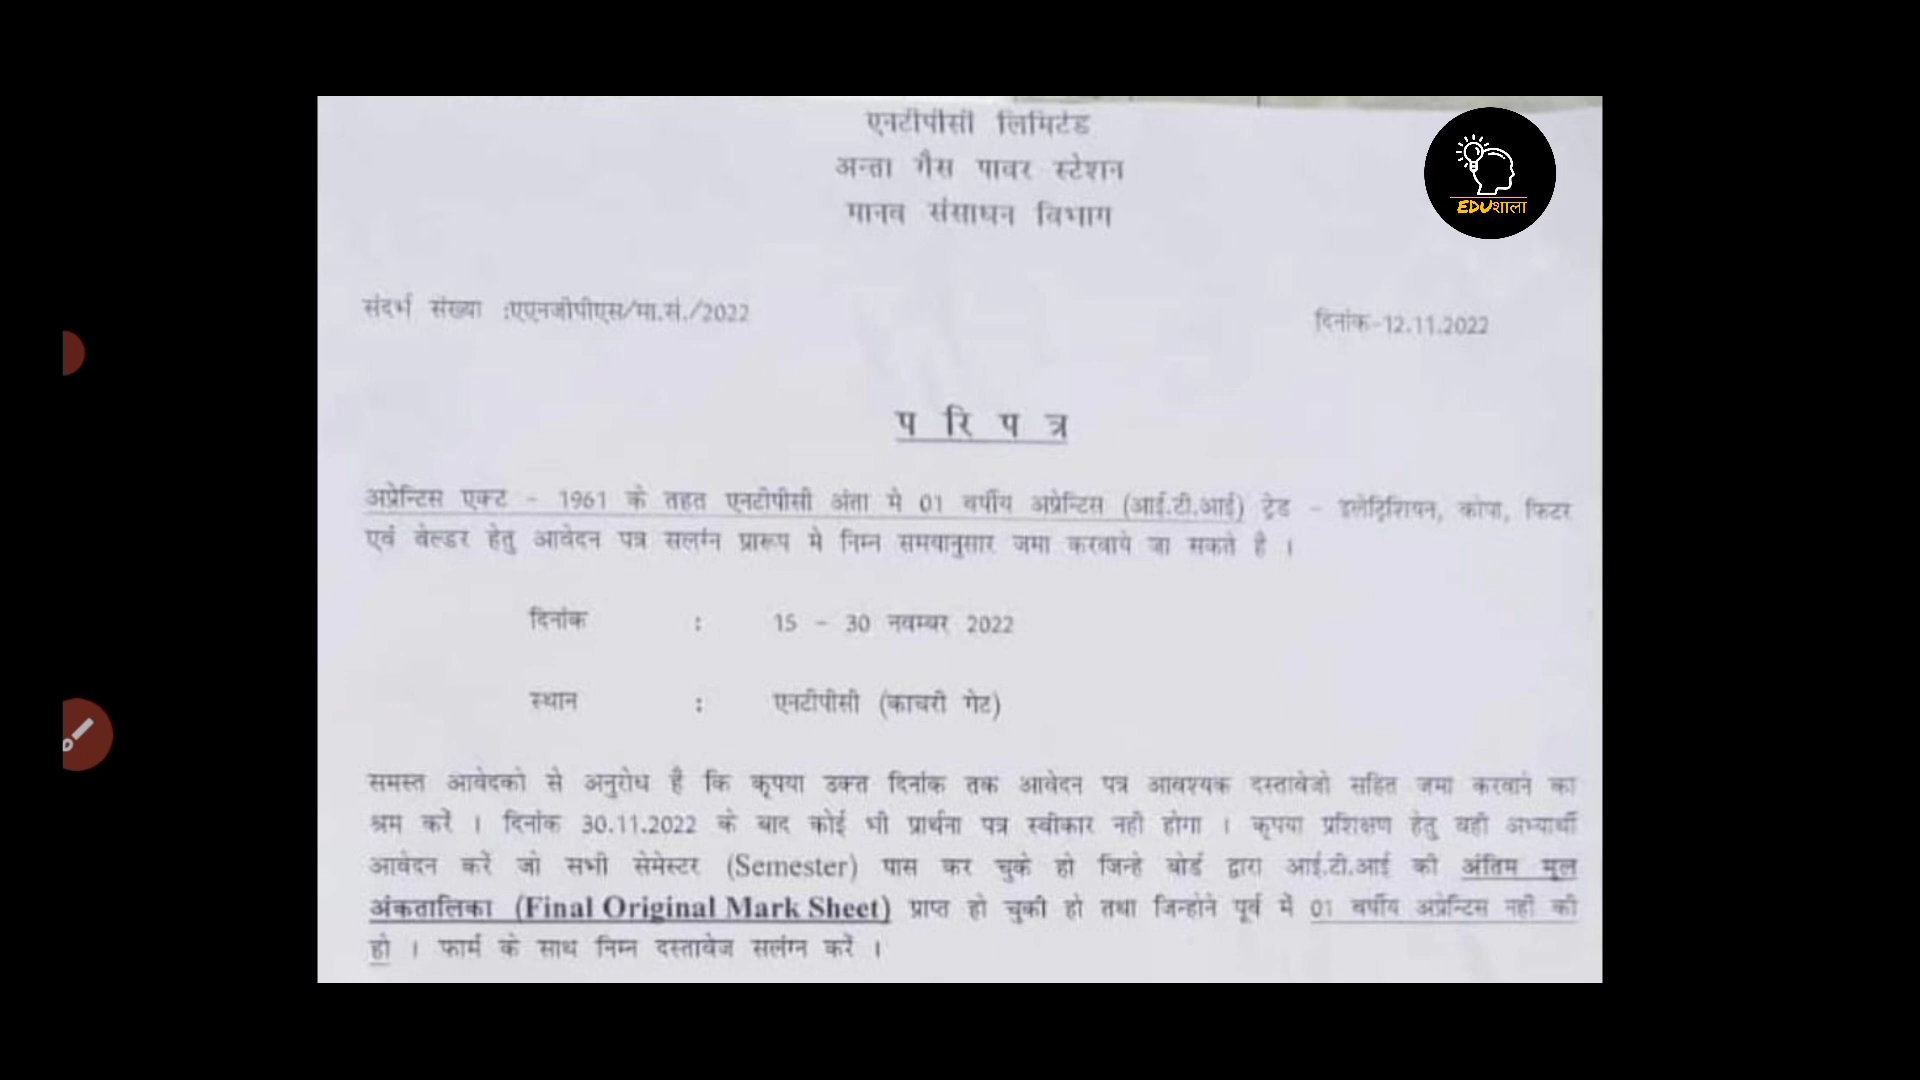 एनटीपीसी लिमिटेड
अन्ता गैस पावर स्टेशन
मानव संसाधन विभाग
EDUशाला
संदर्भ संख्या :एएनजीपीएस/मा.सं./2022
दिनांक-12.11.2022
प रि प त्र
अप्रेन्टिस एक्ट - 1961 के तहत एनटीपीसी अंता मे 01 वर्षीय अप्रेन्टिस (आई.टी.आई) ट्रेड - इलेट्रिशियन, कोपा, फिटर
एवं वेल्डर हेतु आवेदन पत्र सलंग्न प्रारूप मे निम्न समयानुसार जमा करवाये जा सकते है ।
दिनांक : 15 - 30 नवम्बर 2022
स्थान : एनटीपीसी (काचरी गेट)
समस्त आवेदको से अनुरोध है कि कृपया उक्त दिनांक तक आवेदन पत्र आवश्यक दस्तावेजो सहित जमा करवाने का
श्रम करें । दिनांक 30.11.2022 के बाद कोई भी प्रार्थना पत्र स्वीकार नही होगा । कृपया प्रशिक्षण हेतु वही अभ्यार्थी
आवेदन करें जो सभी सेमेस्टर (Semester) पास कर चुके हो जिन्हे बोर्ड द्वारा आई.टी.आई की अंतिम मूल
अंकतालिका (Final Original Mark Sheet) प्राप्त हो चुकी हो तथा जिन्होने पूर्व में 01 वर्षीय अप्रेन्टिस नही की
हो । फार्म के साथ निम्न दस्तावेज सलंग्न करें ।